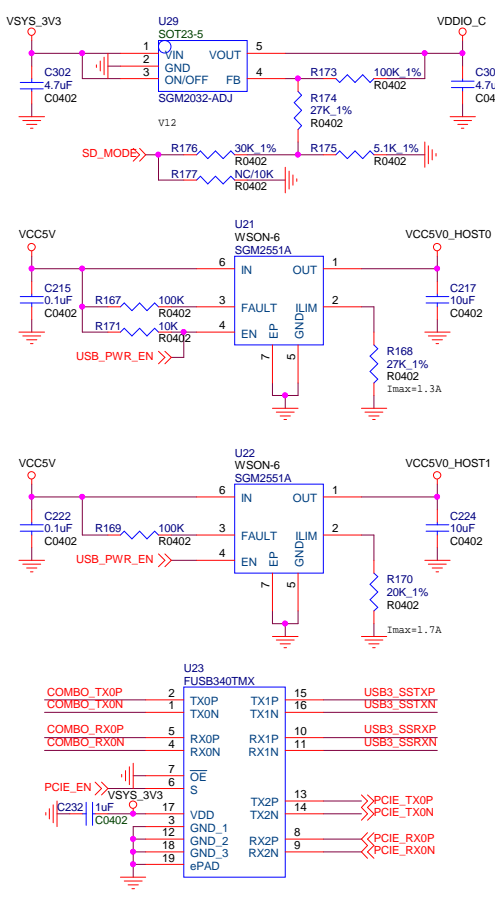 VSYS_3V3
U29
SOT23-5
VDDIO_C
1 VIN VOUT 5
2 GND
3 ON/OFF FB 4
SGM2032-ADJ
C302
4.7uF
C0402
R173 100K_1%
R0402
C30
4.7u
C04
R174
27K_1%
R0402
V12
SD_MODE
R176 30K_1%
R0402
R175 5.1K_1%
R0402
R177 NC/10K
R0402
VCC5V
U21
WSON-6
SGM2551A
VCC5V0_HOST0
6 IN OUT 1
C215
0.1uF
C0402
R167 100K
R0402
3 FAULT ILIM 2
R171 10K
R0402
4 EN EP GND
7 5
USB_PWR_EN
C217
10uF
C0402
R168
27K_1%
R0402
Imax=1.3A
VCC5V
U22
WSON-6
SGM2551A
VCC5V0_HOST1
6 IN OUT 1
C222
0.1uF
C0402
R169 100K
R0402
3 FAULT ILIM 2
USB_PWR_EN
4 EN EP GND
7 5
C224
10uF
C0402
R170
20K_1%
R0402
Imax=1.7A
U23
FUSB340TMX
COMBO_TX0P 2 TX0P TX1P 15 USB3_SSTXP
COMBO_TX0N 1 TX0N TX1N 16 USB3_SSTXN
COMBO_RX0P 5 RX0P RX1P 10 USB3_SSRXP
COMBO_RX0N 4 RX0N RX1N 11 USB3_SSRXN
7 OE
PCIE_EN 6 S
VSYS_3V3
TX2P 13 PCIE_TX0P
C232 1uF
C0402
17 VDD TX2N 14 PCIE_TX0N
3 GND_1
12 GND_2 RX2P 8 PCIE_RX0P
18 GND_3 RX2N 9 PCIE_RX0N
19 ePAD